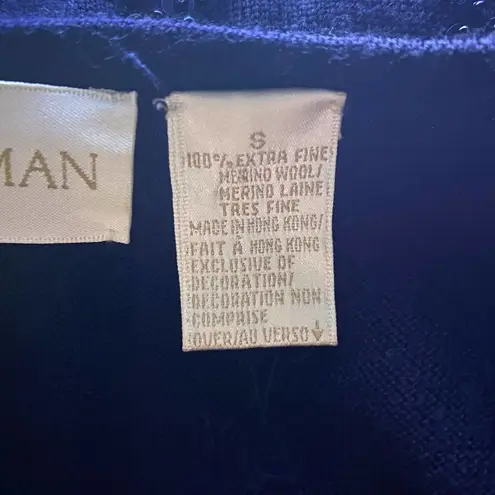 MAN
S
100% EXTRA FINE
MERINO WOOL/
MERINO LAINE
TRES FINE
MADE IN HONG KONG/
FAIT À HONG KONG
EXCLUSIVE OF
DECORATION/
DECORATION NON
COMPRISE
OVER/AU VERSO↓